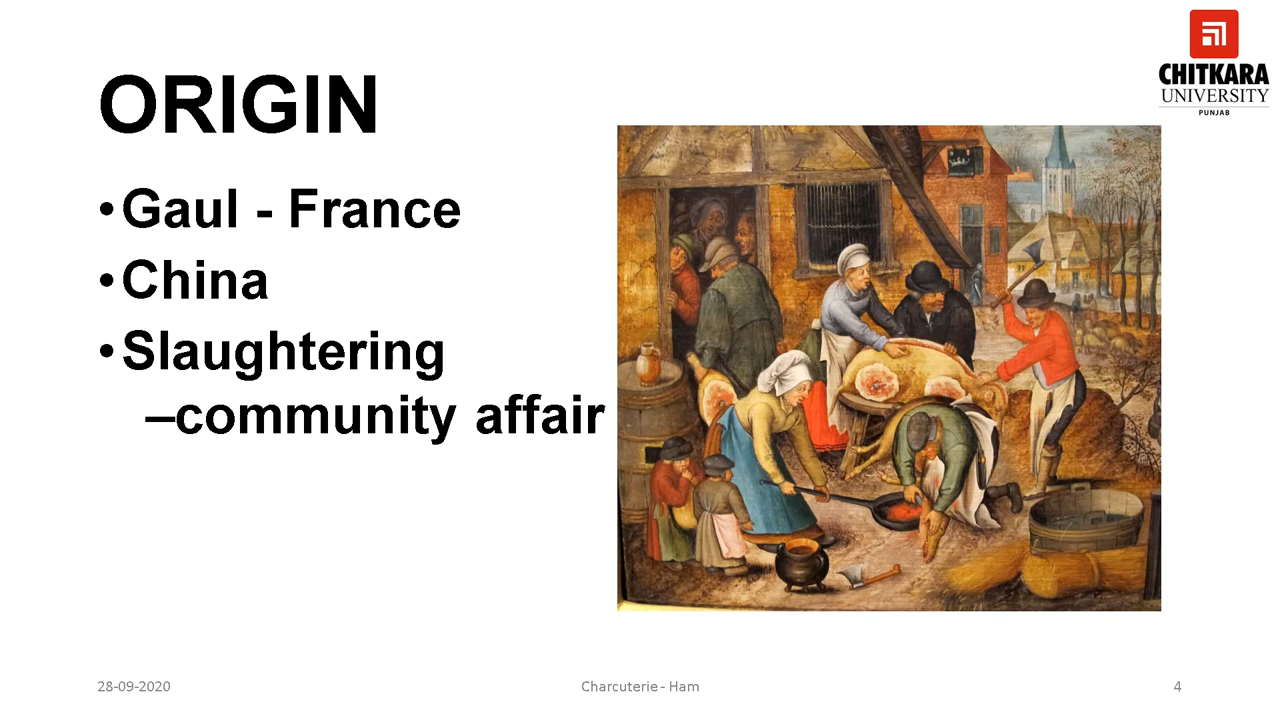 CHITKARA
UNIVERSITY
PUNJAB
ORIGIN
•Gaul - France
•China
•Slaughtering
–community affair
28-09-2020
Charcuterie - Ham
4